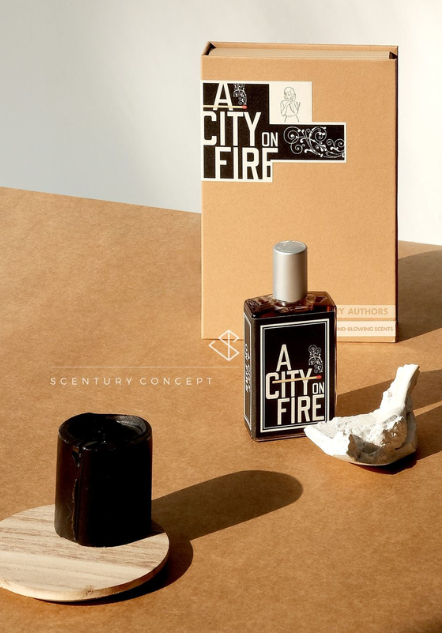 A
CITY ON
FIRE
Y AUTHORS
ND-BLOWING SCENTS
SCENTURY CONCEPT
A
CITY ON
FIRE